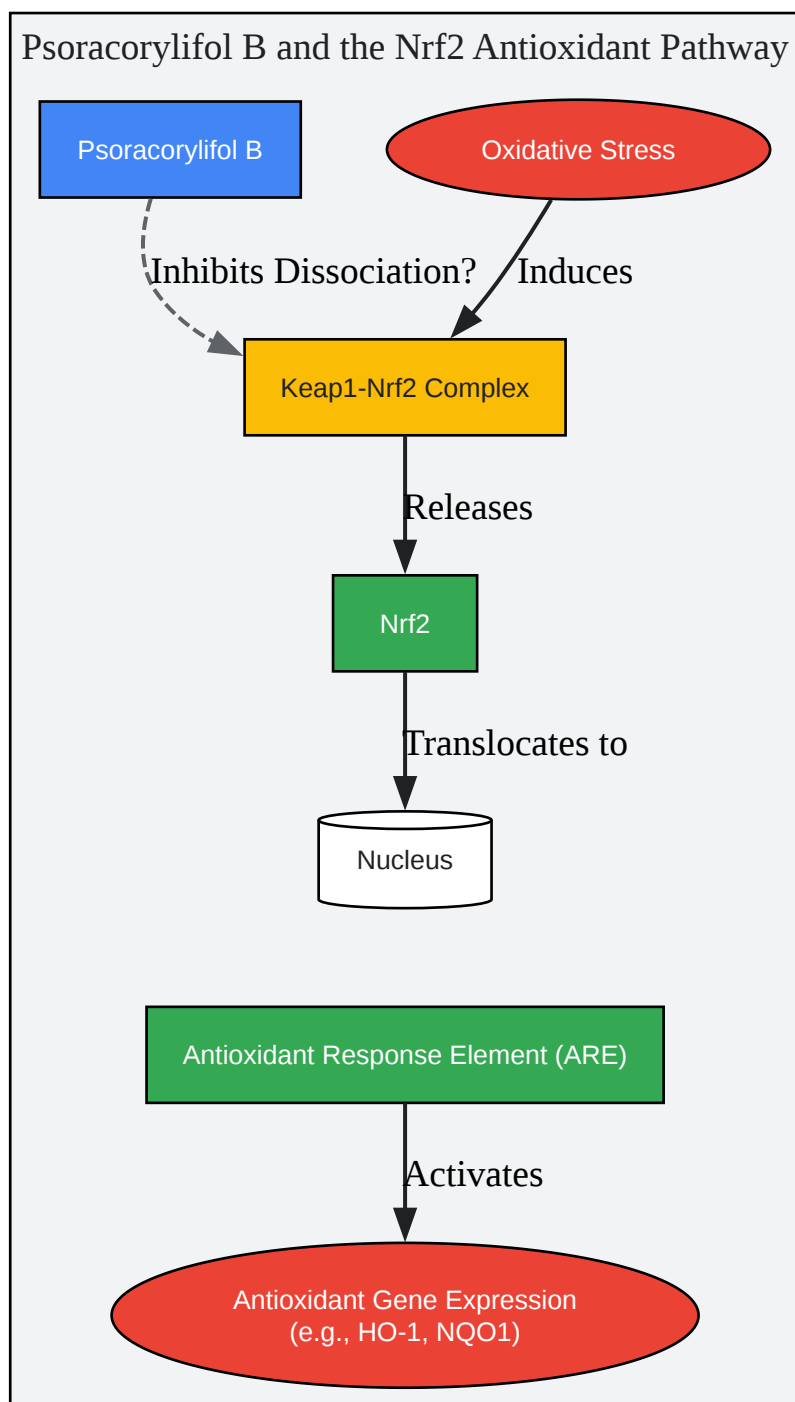 Psoracorylifol B and the Nrf2 Antioxidant Pathway
Psoracorylifol B
Oxidative Stress
Inhibits Dissociation?
Induces
Keap1-Nrf2 Complex
Releases
Nrf2
Translocates to
Nucleus
Antioxidant Response Element (ARE)
Activates
Antioxidant Gene Expression
(e.g., HO-1, NQO1)